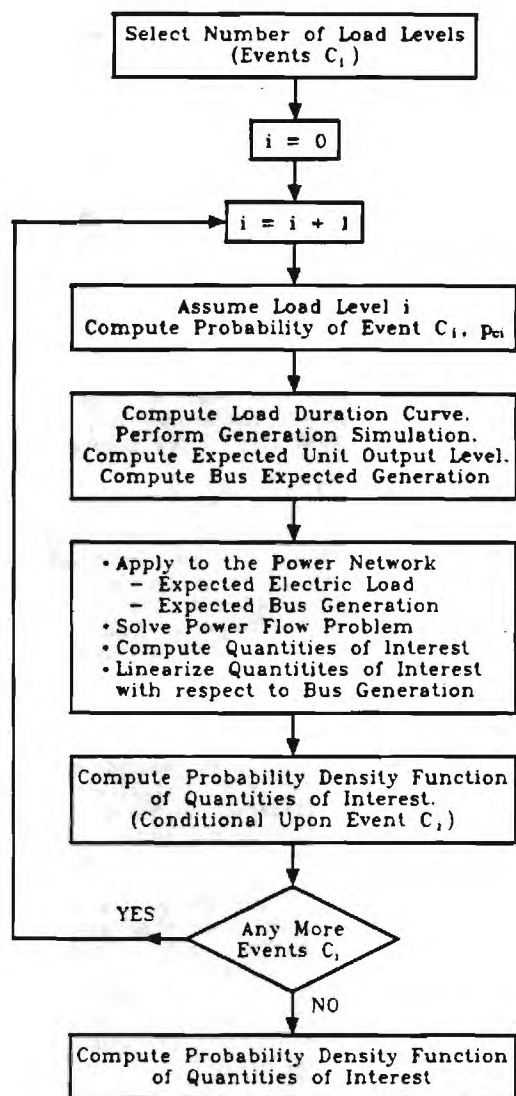 Select Number of Load Levels
(Events Ci)
i = 0
i = i + 1
Assume Load Level i
Compute Probability of Event Ci, pci
Compute Load Duration Curve.
Perform Generation Simulation.
Compute Expected Unit Output Level.
Compute Bus Expected Generation
• Apply to the Power Network
– Expected Electric Load
– Expected Bus Generation
• Solve Power Flow Problem
• Compute Quantities of Interest
• Linearize Quantitites of Interest
with respect to Bus Generation
Compute Probability Density Function
of Quantities of Interest.
(Conditional Upon Event Ci)
YES
Any More
Events Ci
NO
Compute Probability Density Function
of Quantities of Interest